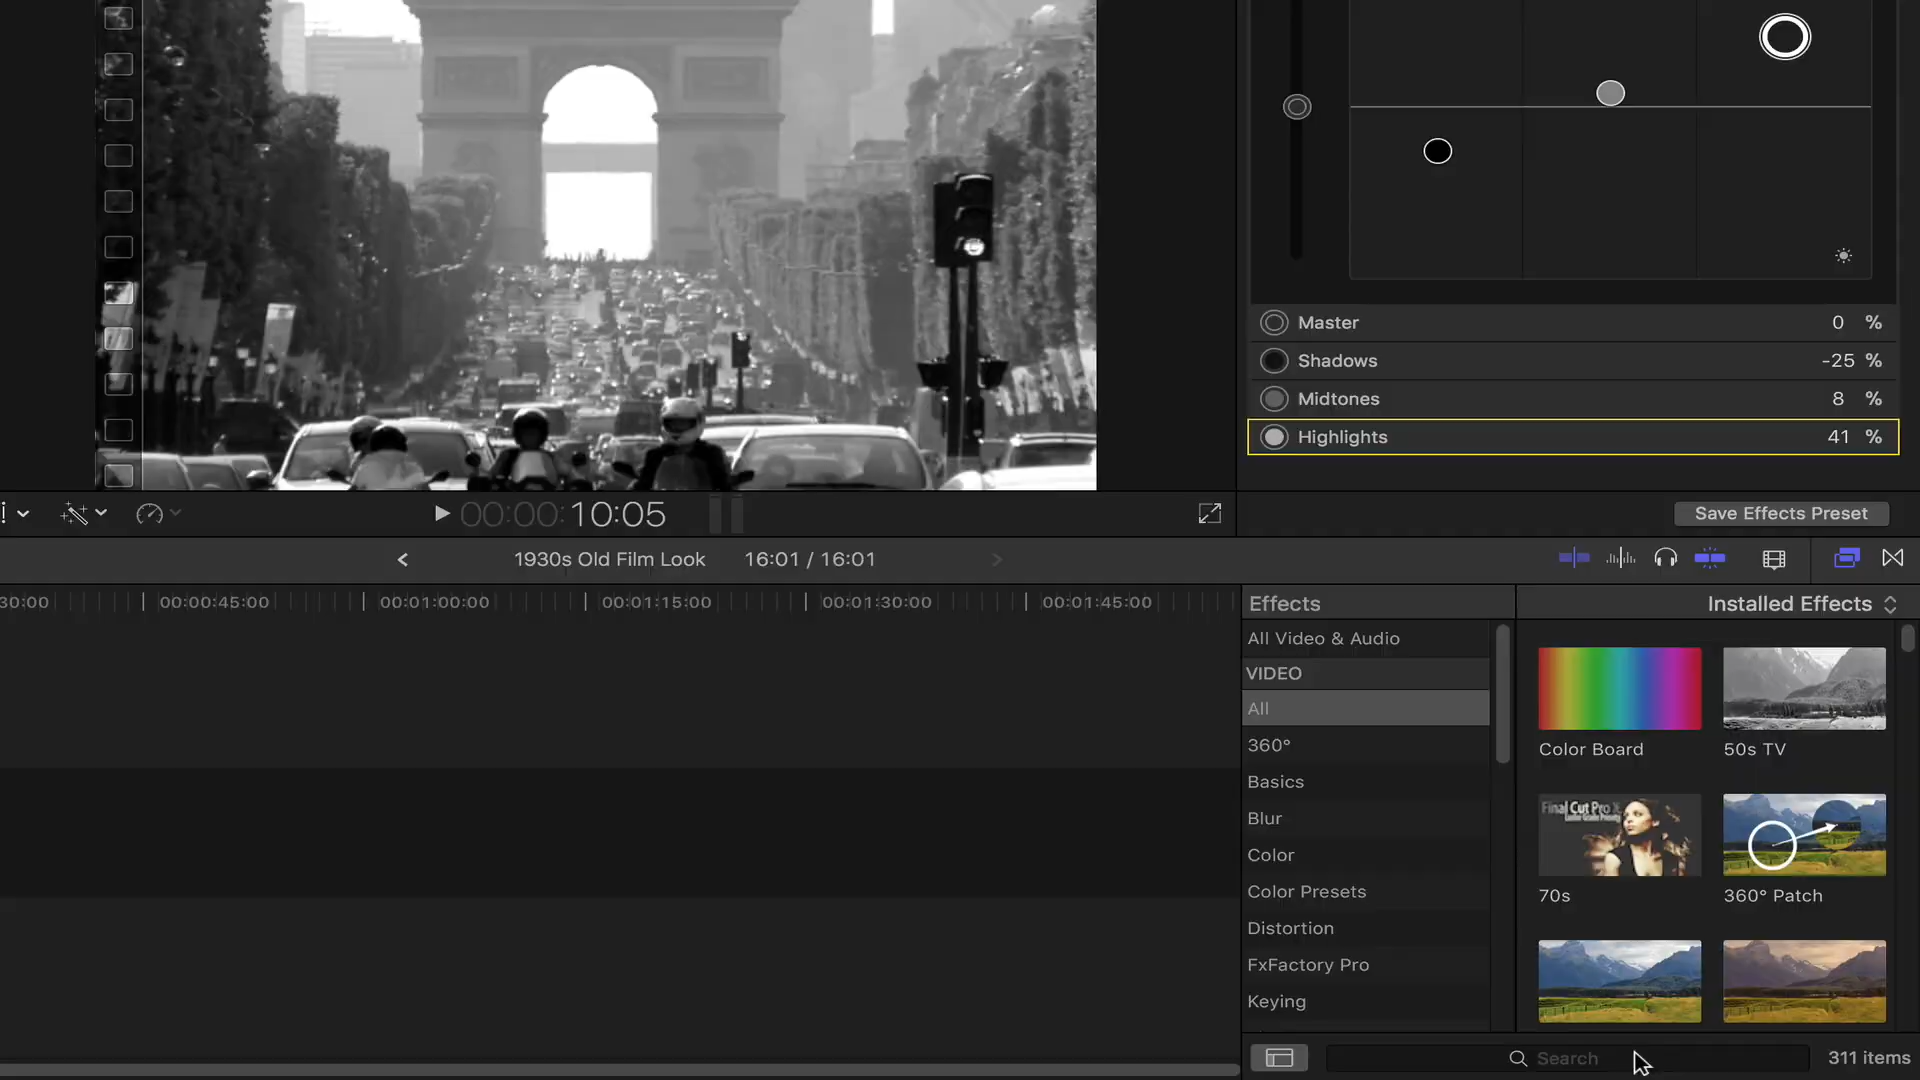 Master 0 %
Shadows -25 %
Midtones 8 %
Highlights 41 %
00:00:10:05
Save Effects Preset
1930s Old Film Look 16:01 / 16:01
30:00 00:00:45:00 00:01:00:00 00:01:15:00 00:01:30:00 00:01:45:00
Effects
Installed Effects
All Video & Audio
VIDEO
All
360°
Basics
Blur
Color
Color Presets
Distortion
FxFactory Pro
Keying
Color Board
50s TV
Final Cut Pro X
70s
360° Patch
Search
311 items